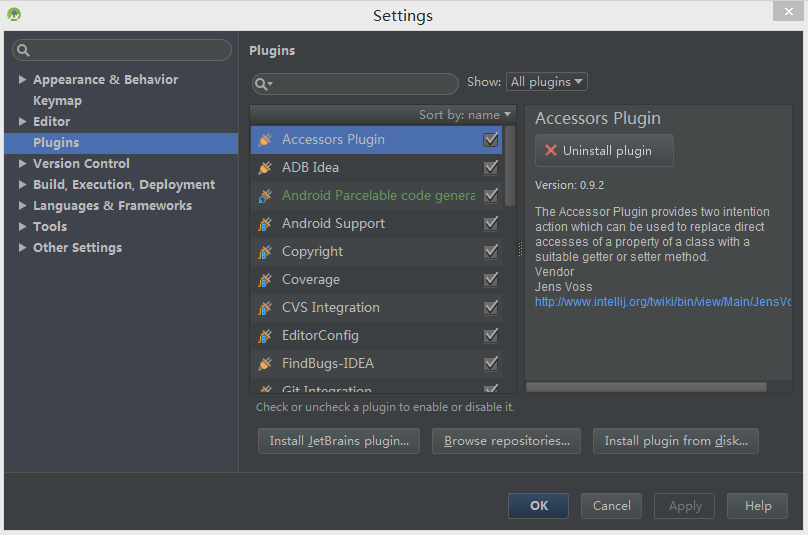 Settings
Appearance & Behavior
Keymap
Editor
Plugins
Version Control
Build, Execution, Deployment
Languages & Frameworks
Tools
Other Settings
Plugins
Show: All plugins
Sort by: name
Accessors Plugin
ADB Idea
Android Parcelable code genera
Android Support
Copyright
Coverage
CVS Integration
EditorConfig
FindBugs-IDEA
Git Integration
Accessors Plugin
Uninstall plugin
Version: 0.9.2
The Accessor Plugin provides two intention
action which can be used to replace direct
accesses of a property of a class with a
suitable getter or setter method.
Vendor
Jens Voss
http://www.intellij.org/twiki/bin/view/Main/JensVo
Check or uncheck a plugin to enable or disable it.
Install JetBrains plugin...
Browse repositories...
Install plugin from disk...
OK
Cancel
Apply
Help